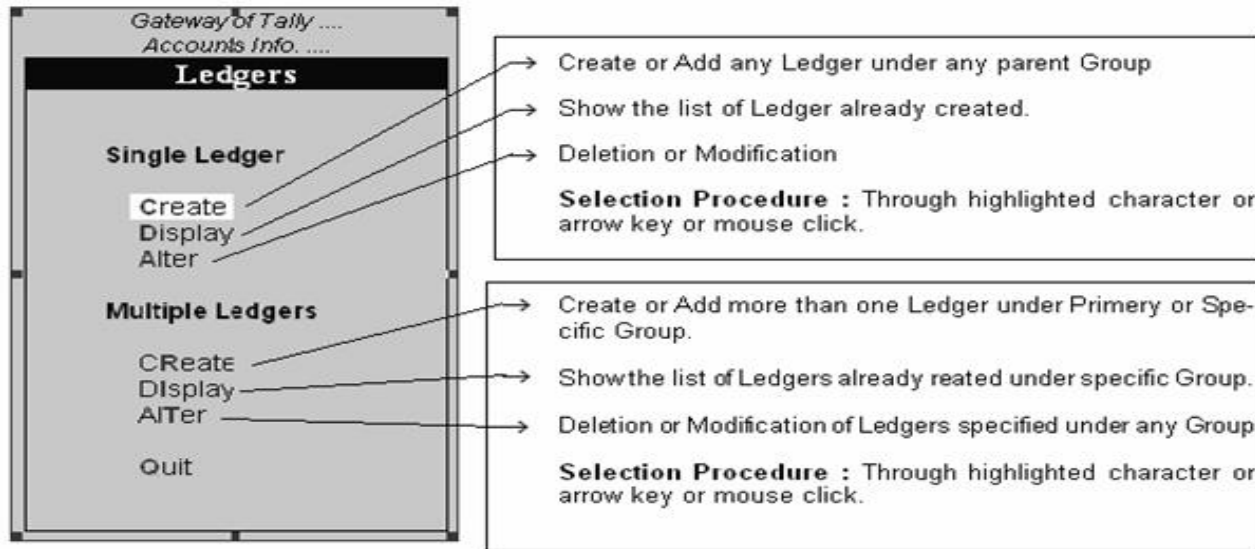 Gateway of Tally ....
Accounts Info. ....
Ledgers
Single Ledger
Create
Display
Alter
Multiple Ledgers
CReate
DIsplay
AlTer
Quit
Create or Add any Ledger under any parent Group
Show the list of Ledger already created.
Deletion or Modification
Selection Procedure : Through highlighted character or
arrow key or mouse click.
Create or Add more than one Ledger under Primery or Spe-
cific Group.
Show the list of Ledgers already reated under specific Group.
Deletion or Modification of Ledgers specified under any Group
Selection Procedure : Through highlighted character or
arrow key or mouse click.